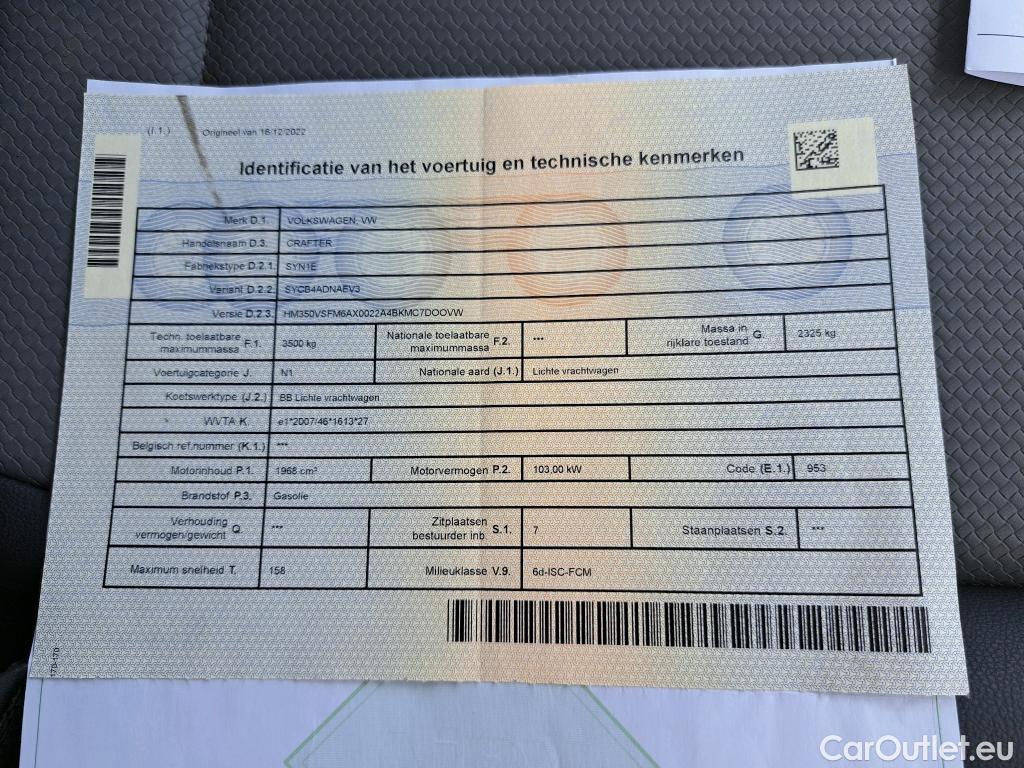 (I.1.) Origineel van 16/12/2022
Identificatie van het voertuig en technische kenmerken
Merk D.1. VOLKSWAGEN, VW
Handelsnaam D.3. CRAFTER
Fabriekstype D.2.1. SYN1E
Variant D.2.2. SYCB4ADNAEV3
Versie D.2.3. HM350VSFM6AX0022A4BKMC7DOOVW
Techn. toelaatbare maximummassa F.1. 3500 kg Nationale toelaatbare maximummassa F.2. *** Massa in rijklare toestand G. 2325 kg
Voertuigcategorie J. N1 Nationale aard (J.1.) Lichte vrachtwagen
Koetswerktype (J.2.) BB Lichte vrachtwagen
WVTA K. e1*2007/46*1613*27
Belgisch ref.nummer (K.1.) ***
Motorinhoud P.1. 1968 cm³ Motorvermogen P.2. 103,00 kW Code (E.1.) 953
Brandstof P.3. Gasolie
Verhouding vermogen/gewicht Q. *** Zitplaatsen bestuurder inb. S.1. 7 Staanplaatsen S.2. ***
Maximum snelheid T. 158 Milieuklasse V.9. 6d-ISC-FCM
CarOutlet.eu